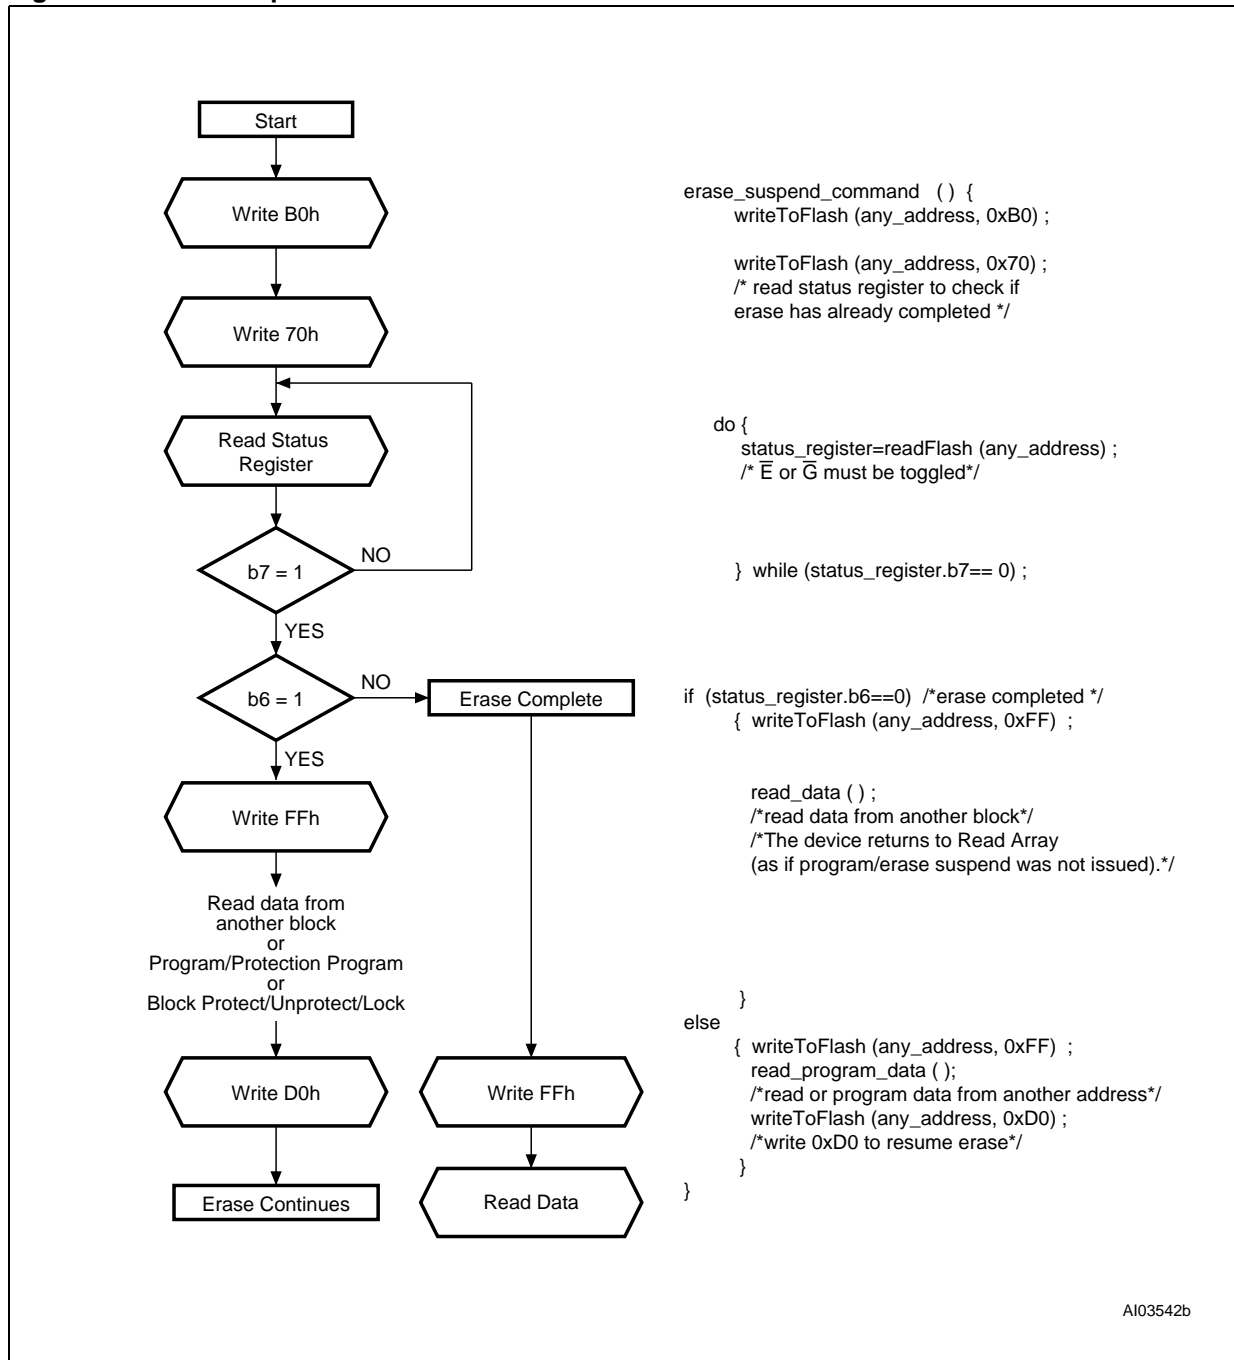 Start
Write B0h
Write 70h
Read Status
Register
b7 = 1
NO
YES
b6 = 1
NO
Erase Complete
YES
Write FFh
Read data from
another block
or
Program/Protection Program
or
Block Protect/Unprotect/Lock
Write D0h
Write FFh
Erase Continues
Read Data
erase_suspend_command ( ) {
writeToFlash (any_address, 0xB0) ;
writeToFlash (any_address, 0x70) ;
/* read status register to check if
erase has already completed */
do {
status_register=readFlash (any_address) ;
/* E̅ or G̅ must be toggled*/
} while (status_register.b7== 0) ;
if (status_register.b6==0) /*erase completed */
{ writeToFlash (any_address, 0xFF) ;
read_data ( ) ;
/*read data from another block*/
/*The device returns to Read Array
(as if program/erase suspend was not issued).*/
}
else
{ writeToFlash (any_address, 0xFF) ;
read_program_data ( );
/*read or program data from another address*/
writeToFlash (any_address, 0xD0) ;
/*write 0xD0 to resume erase*/
}
}
AI03542b